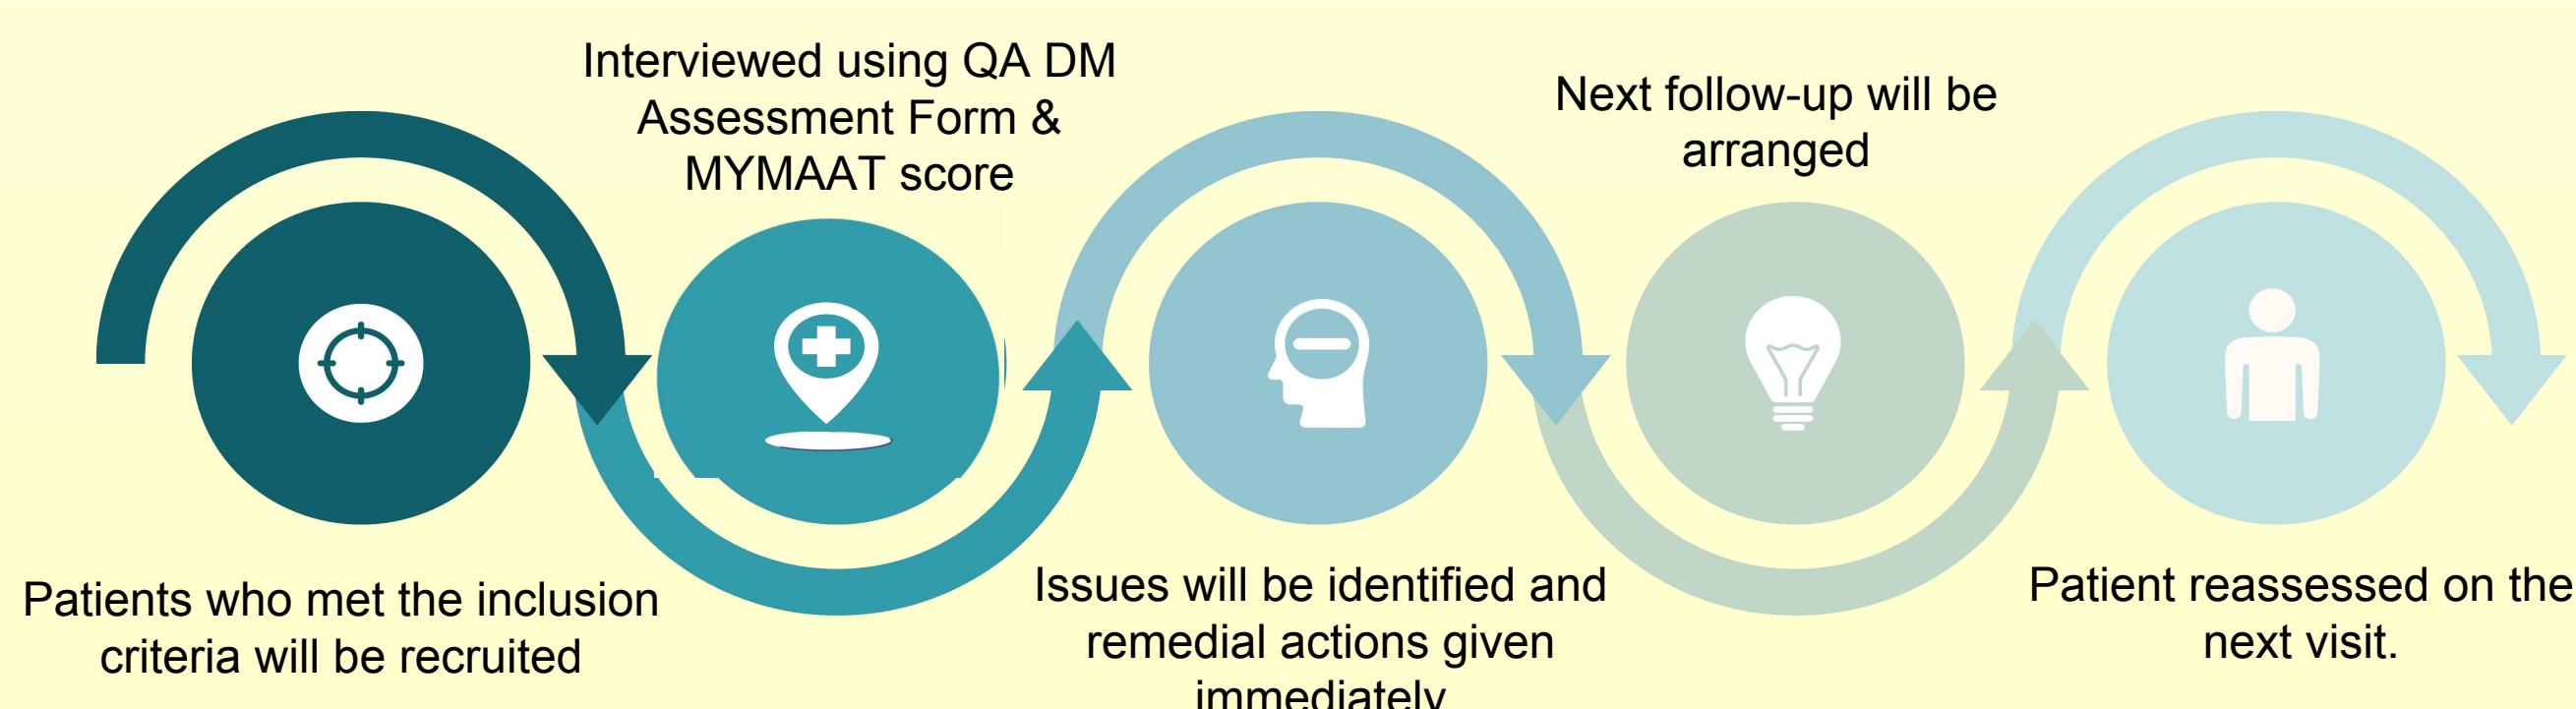 Patients who met the inclusion
criteria will be recruited
Interviewed using QA DM
Assessment Form &
MYMAAT score
Issues will be identified and
remedial actions given
immediately
Next follow-up will be
arranged
Patient reassessed on the
next visit.